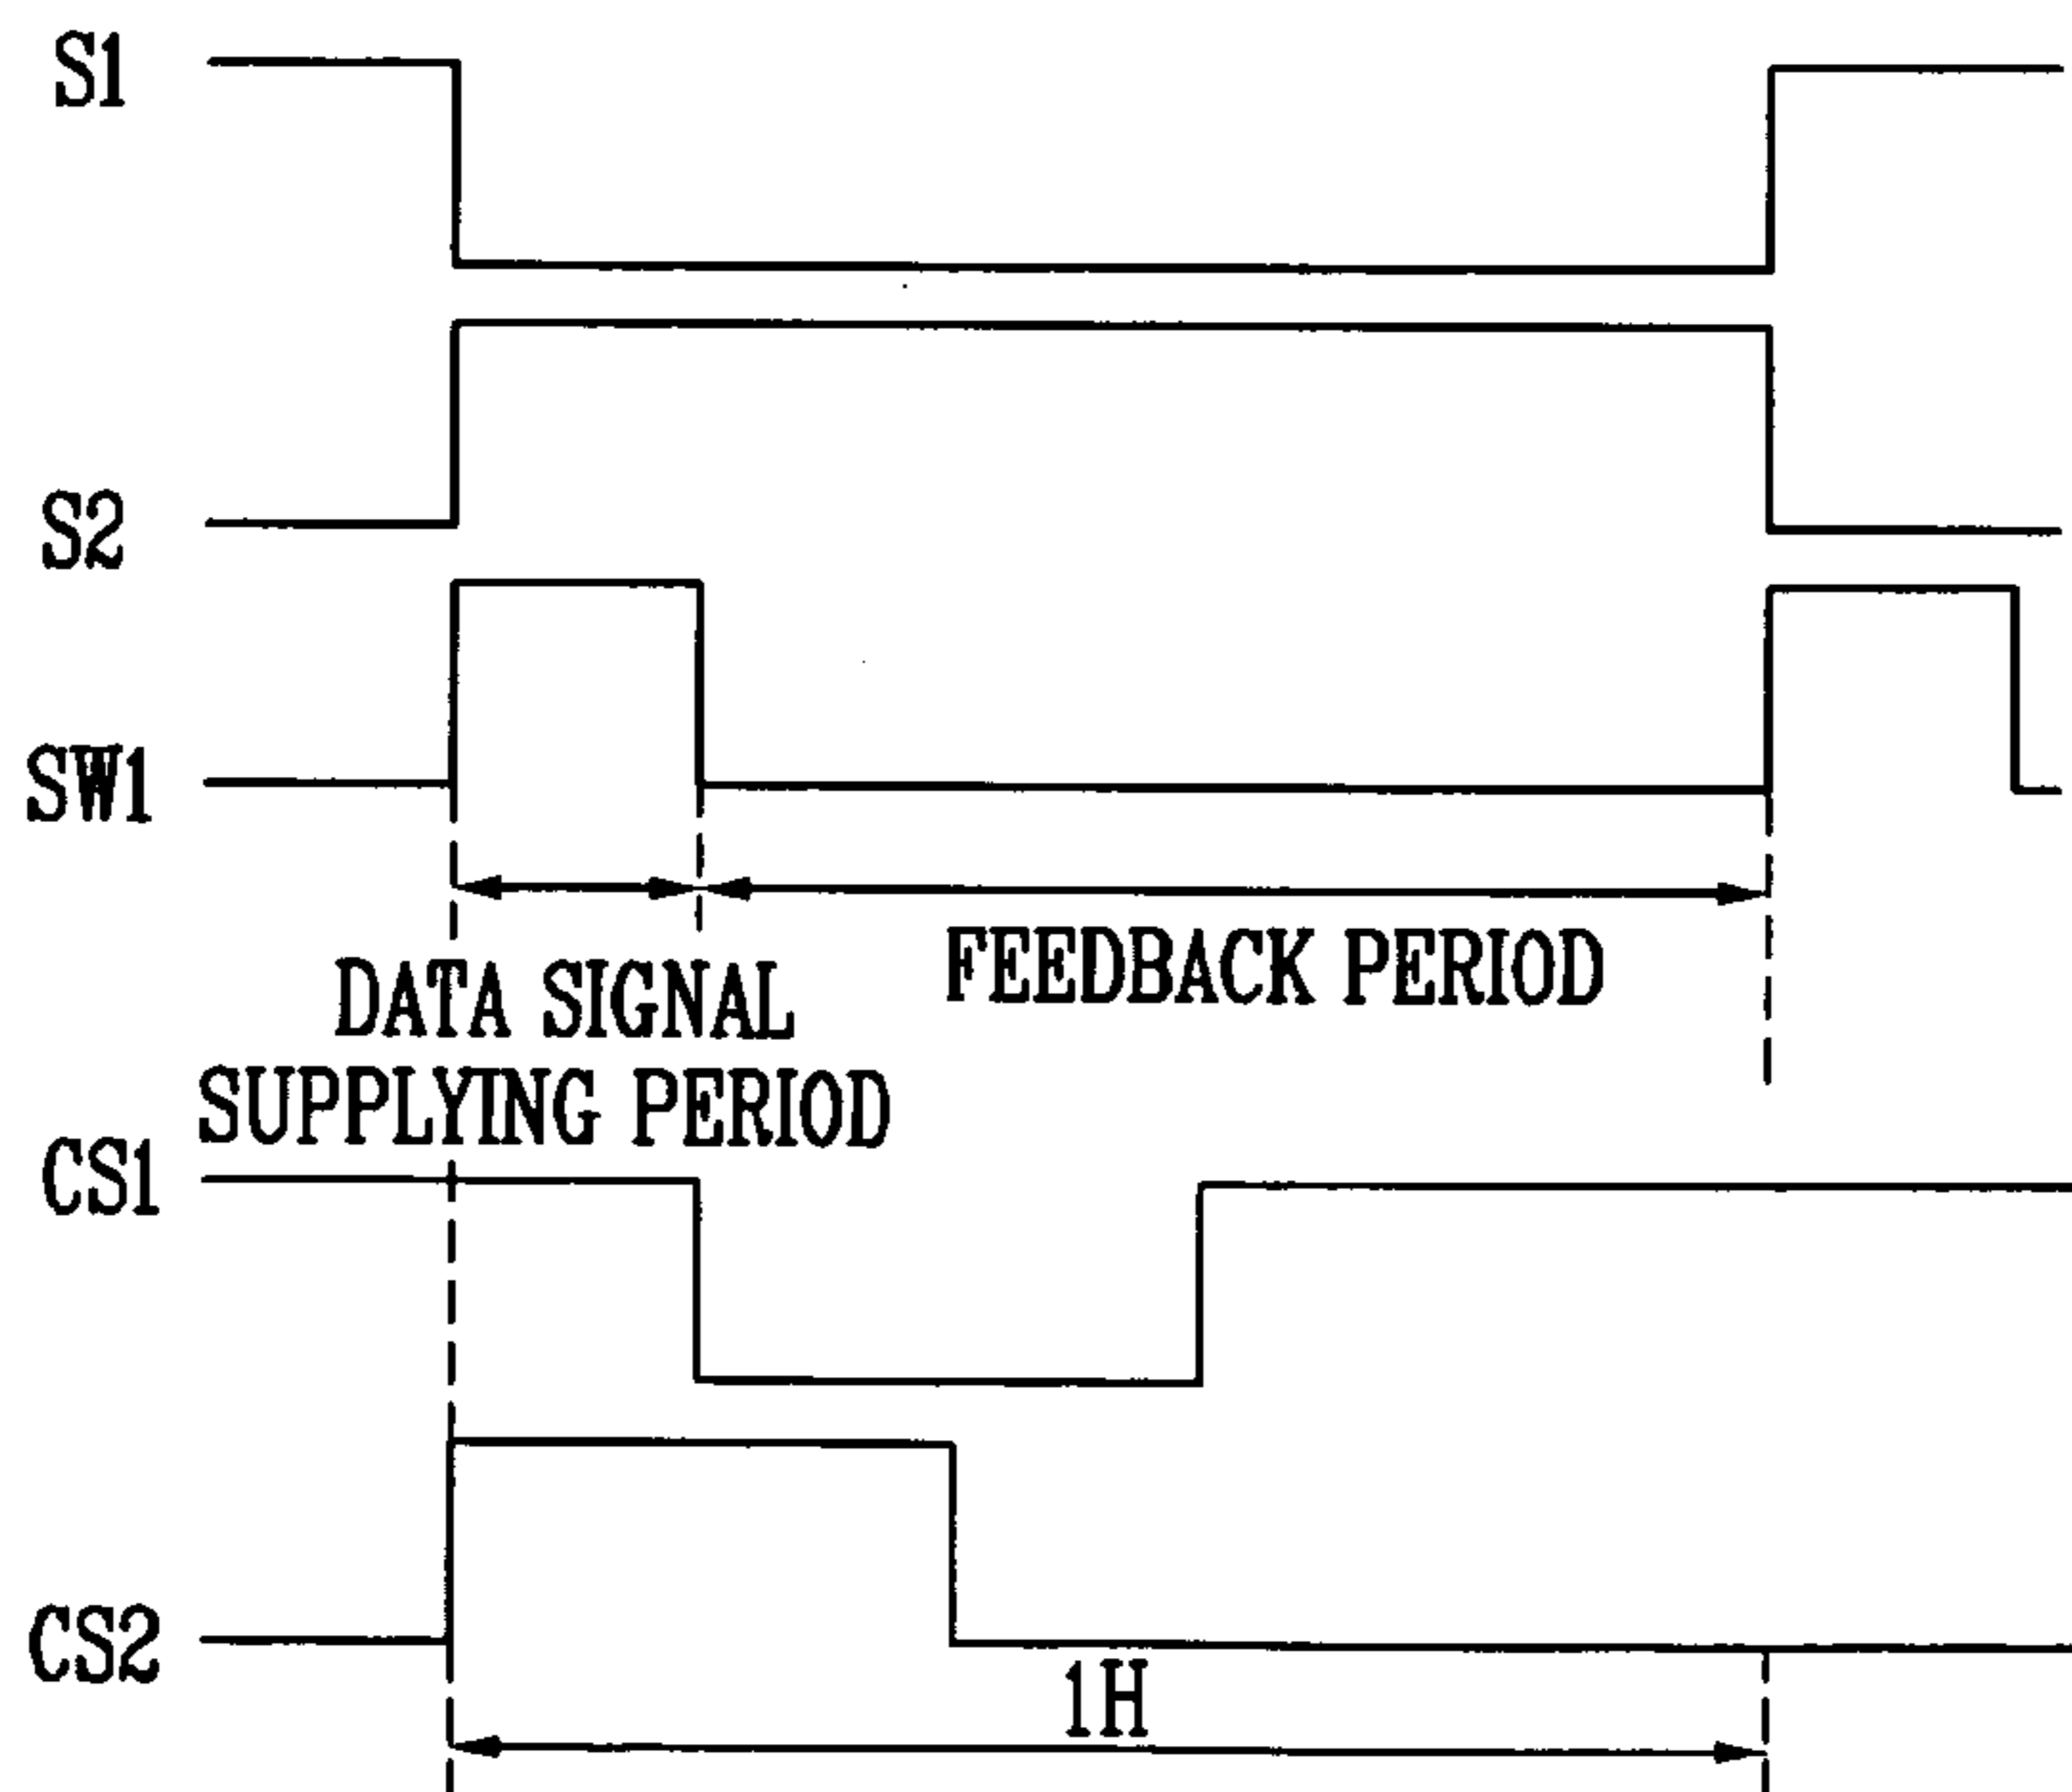 S1
S2
SW1
FEEDBACK PERIOD
DATA SIGNAL
SUPPLYING PERIOD
CS1
CS2
1H